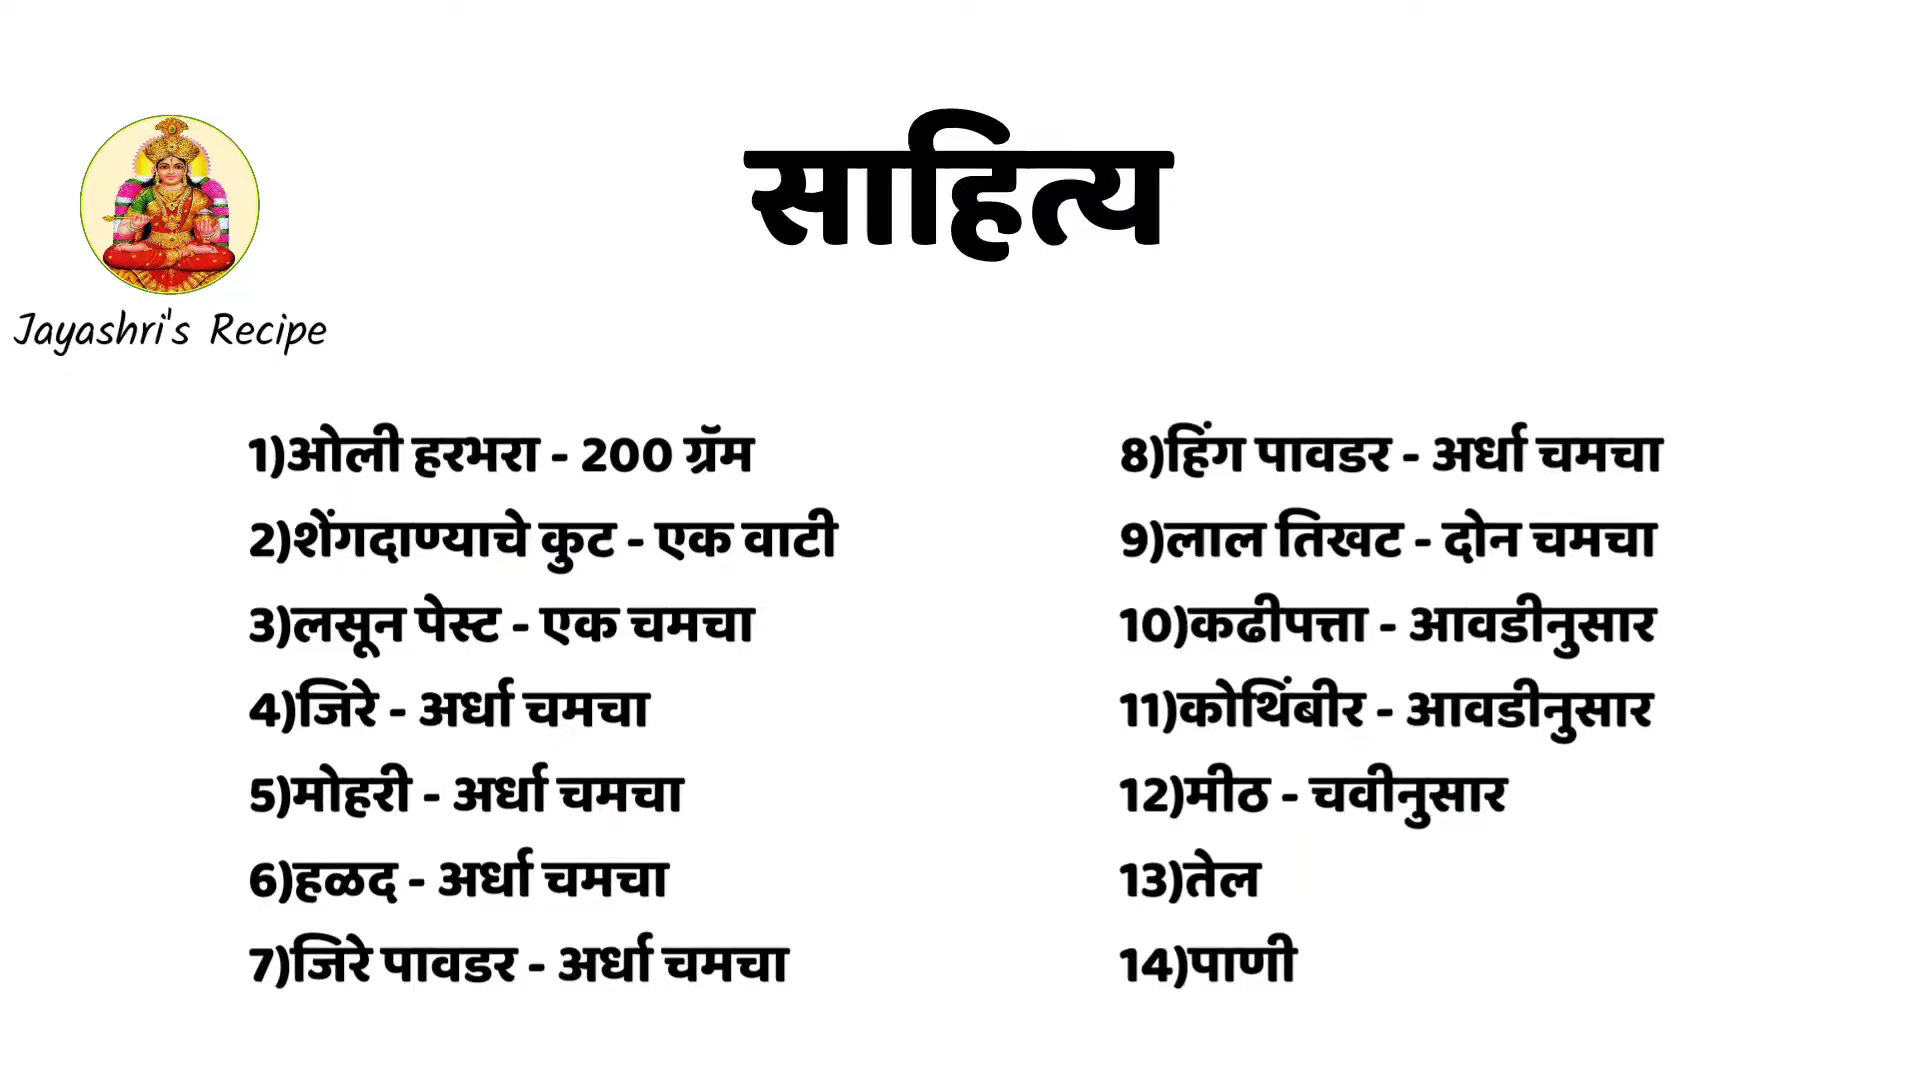 साहित्य
Jayashri's Recipe
1)ओली हरभरा - 200 ग्रॅम
2)शेंगदाण्याचे कुट - एक वाटी
3)लसून पेस्ट - एक चमचा
4)जिरे - अर्धा चमचा
5)मोहरी - अर्धा चमचा
6)हळद - अर्धा चमचा
7)जिरे पावडर - अर्धा चमचा
8)हिंग पावडर - अर्धा चमचा
9)लाल तिखट - दोन चमचा
10)कढीपत्ता - आवडीनुसार
11)कोथिंबीर - आवडीनुसार
12)मीठ - चवीनुसार
13)तेल
14)पाणी